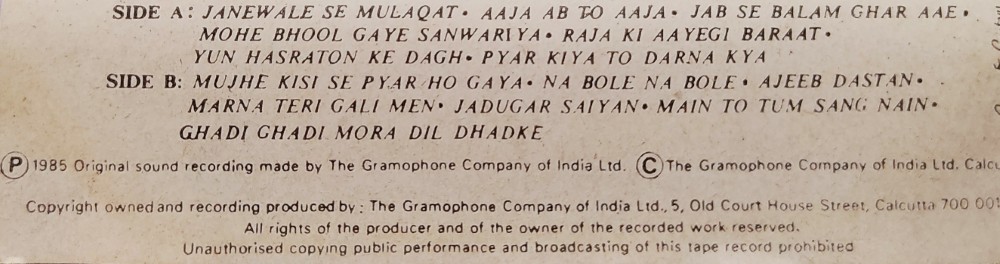 SIDE A: JANEWALE SE MULAQAT• AAJA AB TO AAJA• JAB SE BALAM GHAR AAE•
MOHE BHOOL GAYE SANWARIYA• RAJA KI AAYEGI BARAAT•
YUN HASRATON KE DAGH• PYAR KIYA TO DARNA KYA
SIDE B: MUJHE KISI SE PYAR HO GAYA• NA BOLE NA BOLE• AJEEB DASTAN•
MARNA TERI GALI MEN• JADUGAR SAIYAN• MAIN TO TUM SANG NAIN•
GHADI GHADI MORA DIL DHADKE
Ⓟ 1985 Original sound recording made by The Gramophone Company of India Ltd. Ⓒ The Gramophone Company of India Ltd.
Copyright owned and recording produced by: The Gramophone Company of India Ltd., 5, Old Court House Street, Calcutta 700 001
All rights of the producer and of the owner of the recorded work reserved.
Unauthorised copying public performance and broadcasting of this tape record prohibited